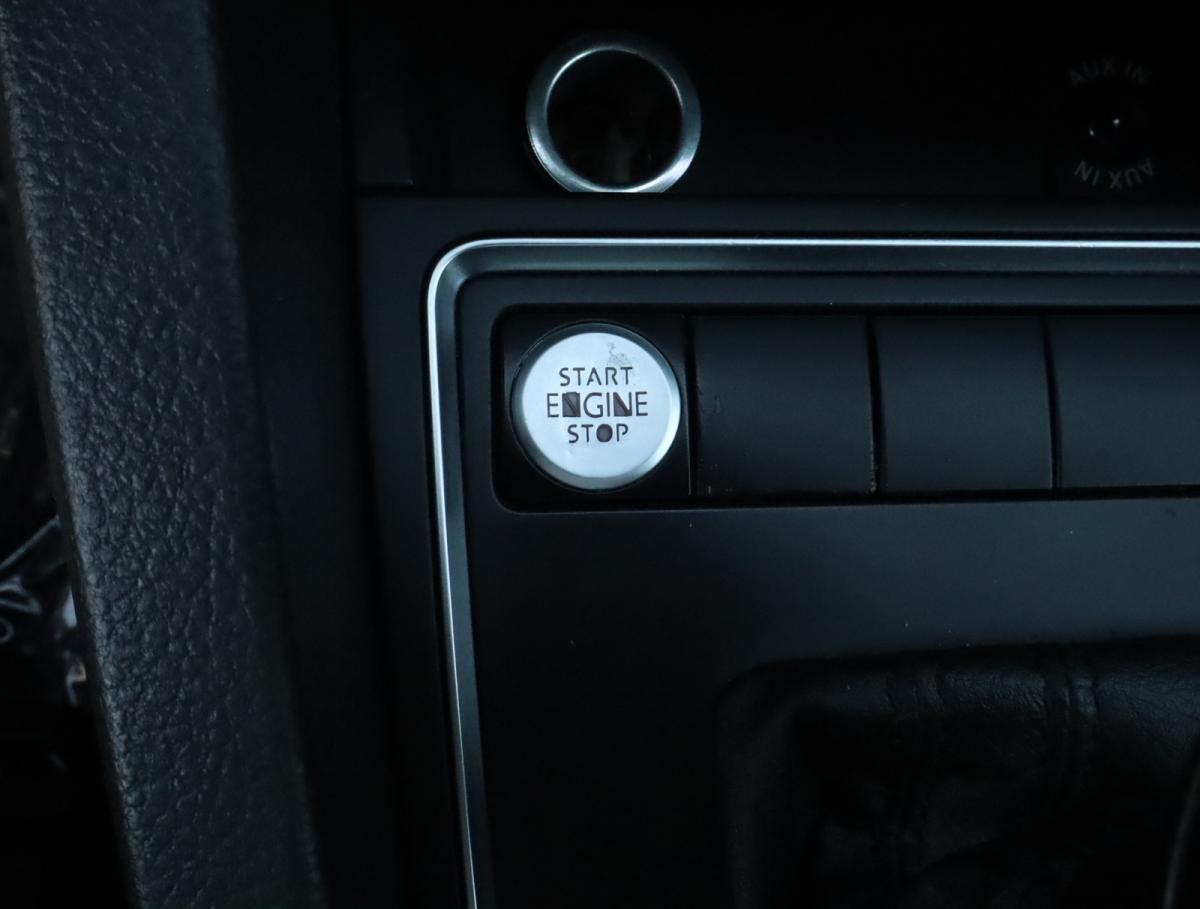 AUX IN
AUX IN
START
ENGINE
STOP